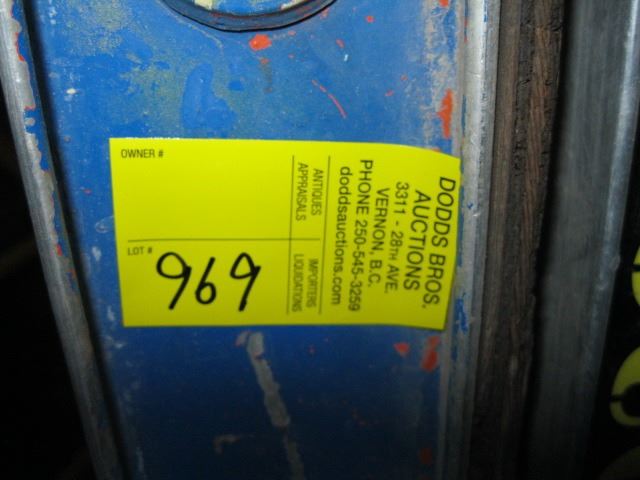 OWNER #
LOT #
969
ANTIQUES
APPRAISALS
IMPORTERS
LIQUIDATIONS
DODDS BROS.
AUCTIONS
3311 - 28TH AVE.
VERNON, B.C.
PHONE 250-545-3259
doddsauctions.com